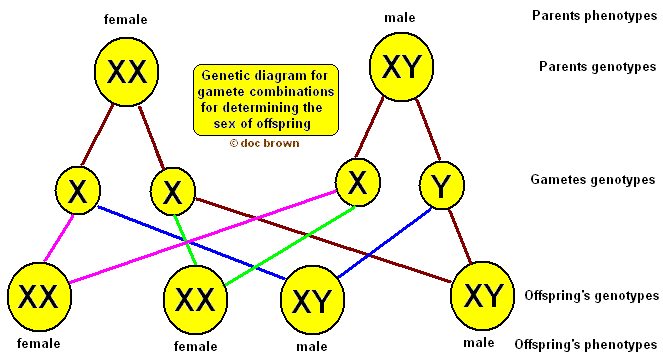 female
male
Parents phenotypes
XX
XY
Parents genotypes
Genetic diagram for
gamete combinations
for determining the
sex of offspring
© doc brown
X
X
X
Y
Gametes genotypes
XX
XX
XY
XY
Offspring's genotypes
female
female
male
male
Offspring's phenotypes